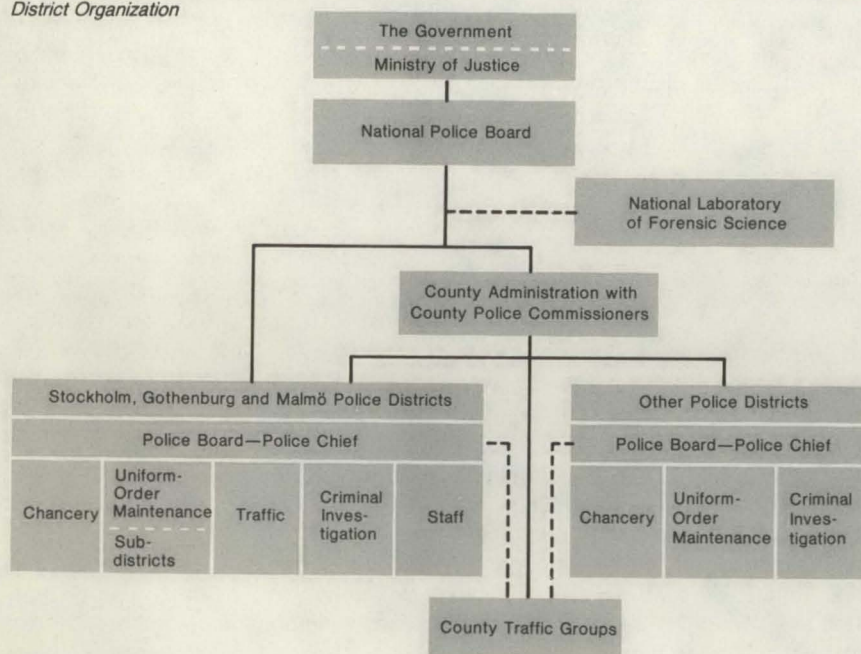 District Organization
The Government
Ministry of Justice
National Police Board
National Laboratory
of Forensic Science
County Administration with
County Police Commissioners
Stockholm, Gothenburg and Malmö Police Districts
Police Board—Police Chief
Chancery
Uniform-
Order
Maintenance
Sub-
districts
Traffic
Criminal
Inves-
tigation
Staff
Other Police Districts
Police Board—Police Chief
Chancery
Uniform-
Order
Maintenance
Criminal
Inves-
tigation
County Traffic Groups